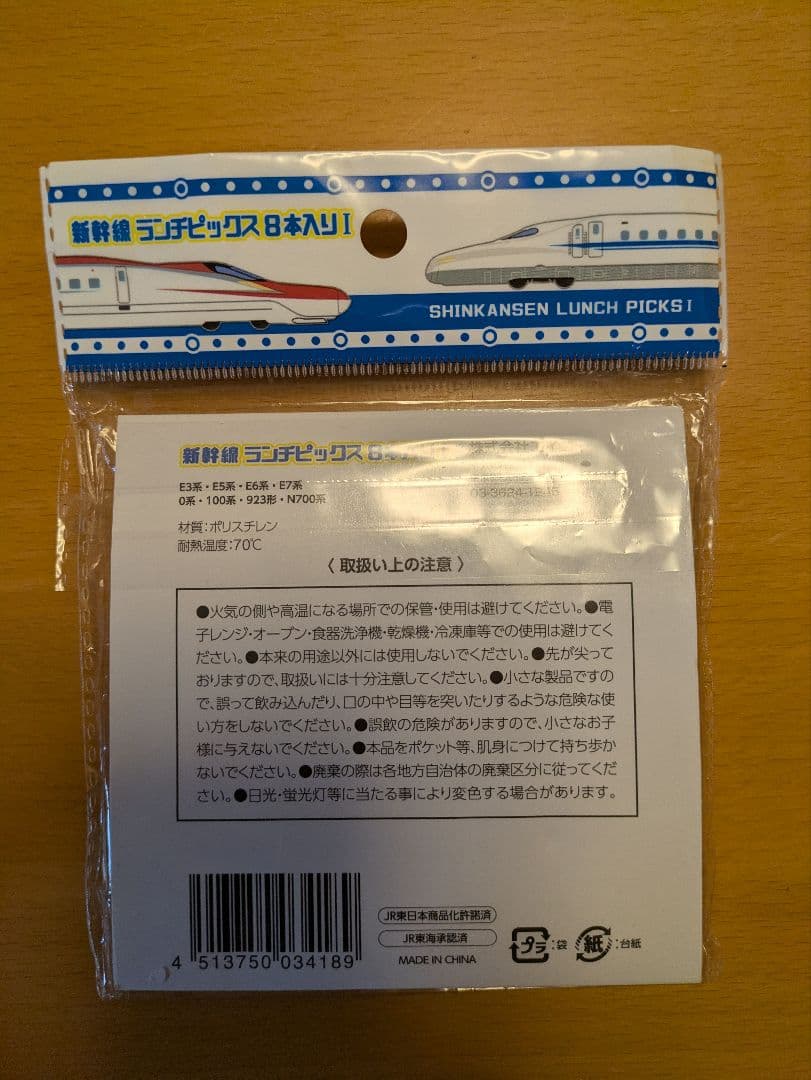 新幹線 ランチピックス 8本入り I
SHINKANSEN LUNCH PICKS I
新幹線 ランチピックス 8本
株式会社
E3系・E5系・E6系・E7系
0系・100系・923形・N700系
材質:ポリスチレン
耐熱温度:70℃
〈 取扱い上の注意 〉
●火気の側や高温になる場所での保管・使用は避けてください。●電
子レンジ・オーブン・食器洗浄機・乾燥機・冷凍庫等での使用は避けてく
ださい。●本来の用途以外には使用しないでください。●先が尖って
おりますので、取扱いには十分注意してください。●小さな製品ですの
で、誤って飲み込んだり、口の中や目等を突いたりするような危険な使
い方をしないでください。●誤飲の危険がありますので、小さなお子
様に与えないでください。●本品をポケット等、肌身につけて持ち歩か
ないでください。●廃棄の際は各地方自治体の廃棄区分に従ってくだ
さい。●日光・蛍光灯等に当たる事により変色する場合があります。
JR東日本商品化許諾済
JR東海承認済
MADE IN CHINA
プラ:袋
紙:台紙
4 513750 034189